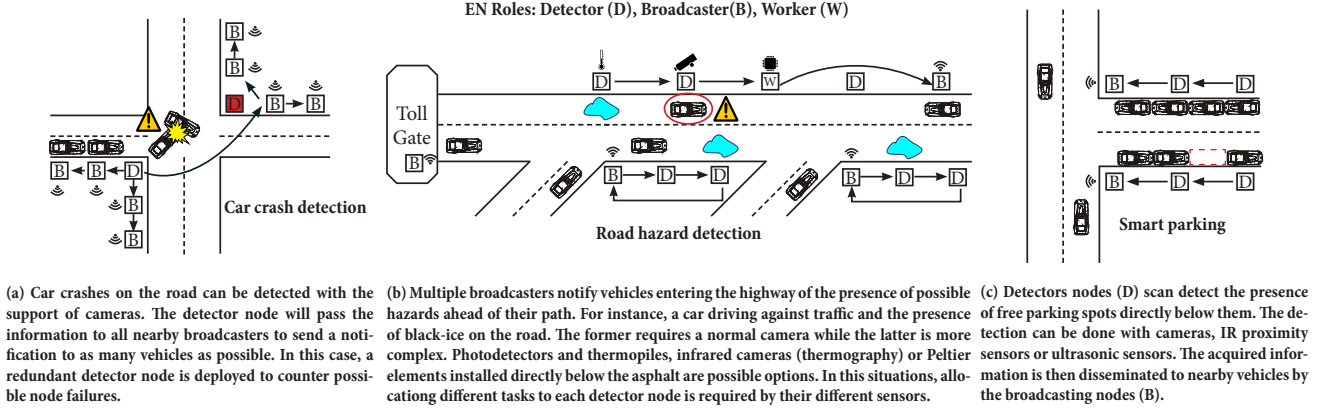 EN Roles: Detector (D), Broadcaster(B), Worker (W)
B
B
D
B
B
B
B
D
B
B
Car crash detection
Toll
Gate
B
D
D
W
D
B
B
D
D
B
D
D
Road hazard detection
B
D
D
B
D
D
Smart parking
(a) Car crashes on the road can be detected with the
support of cameras. The detector node will pass the
information to all nearby broadcasters to send a noti-
fication to as many vehicles as possible. In this case, a
redundant detector node is deployed to counter possi-
ble node failures.
(b) Multiple broadcasters notify vehicles entering the highway of the presence of possible
hazards ahead of their path. For instance, a car driving against traffic and the presence
of black-ice on the road. The former requires a normal camera while the latter is more
complex. Photodetectors and thermopiles, infrared cameras (thermography) or Peltier
elements installed directly below the asphalt are possible options. In this situations, allo-
cationg different tasks to each detector node is required by their different sensors.
(c) Detectors nodes (D) scan detect the presence
of free parking spots directly below them. The de-
tection can be done with cameras, IR proximity
sensors or ultrasonic sensors. The acquired infor-
mation is then disseminated to nearby vehicles by
the broadcasting nodes (B).